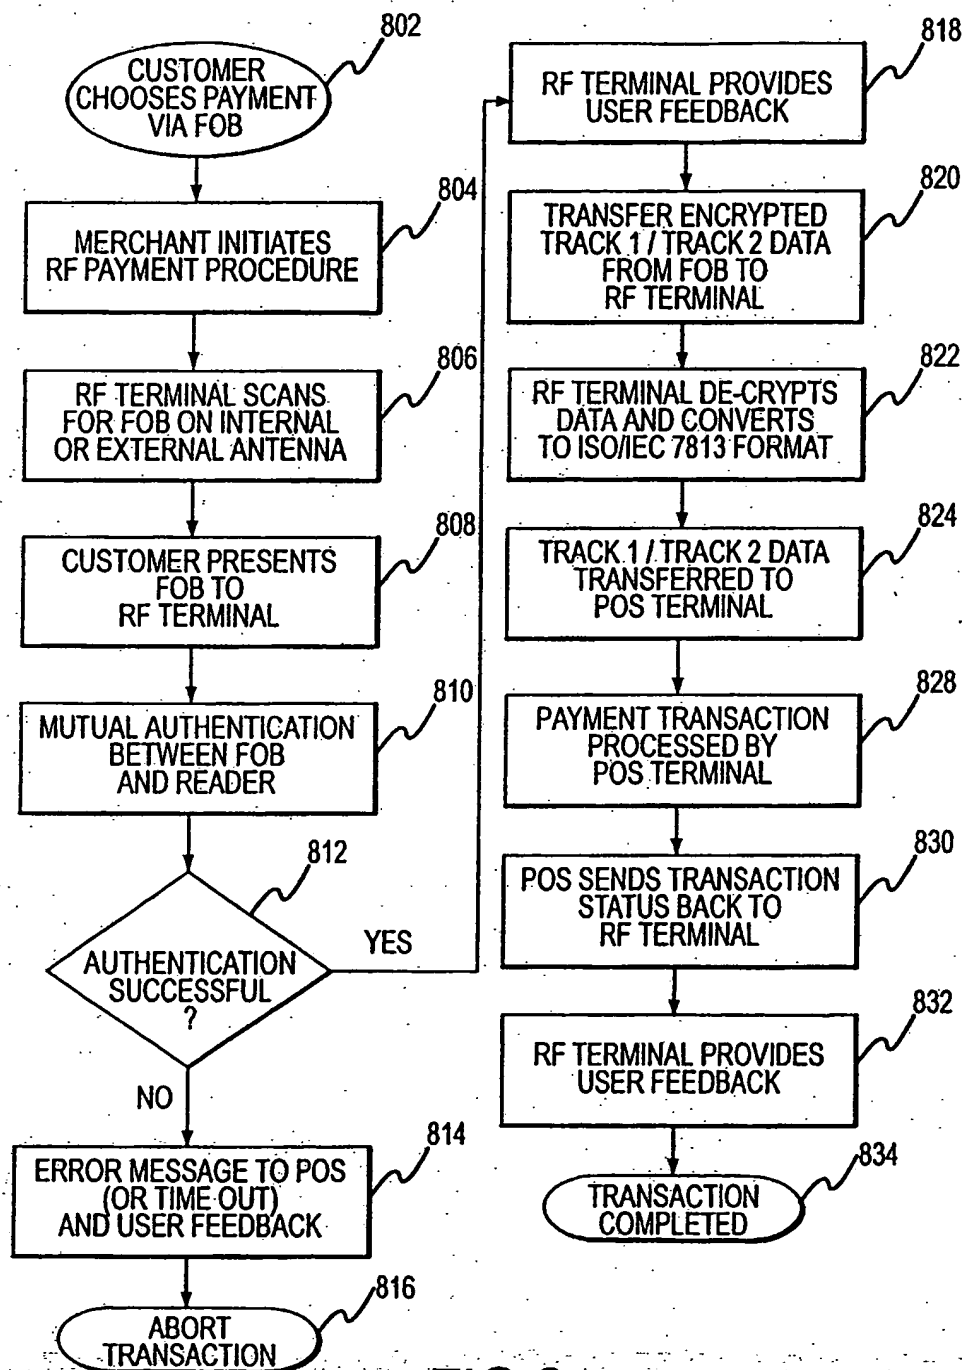 802
CUSTOMER
CHOOSES PAYMENT
VIA FOB
804
MERCHANT INITIATES
RF PAYMENT PROCEDURE
806
RF TERMINAL SCANS
FOR FOB ON INTERNAL
OR EXTERNAL ANTENNA
808
CUSTOMER PRESENTS
FOB TO
RF TERMINAL
810
MUTUAL AUTHENTICATION
BETWEEN FOB
AND READER
812
AUTHENTICATION
SUCCESSFUL
?
YES
NO
814
ERROR MESSAGE TO POS
(OR TIME OUT)
AND USER FEEDBACK
816
ABORT
TRANSACTION
818
RF TERMINAL PROVIDES
USER FEEDBACK
820
TRANSFER ENCRYPTED
TRACK 1 / TRACK 2 DATA
FROM FOB TO
RF TERMINAL
822
RF TERMINAL DE-CRYPTS
DATA AND CONVERTS
TO ISO/IEC 7813 FORMAT
824
TRACK 1 / TRACK 2 DATA
TRANSFERRED TO
POS TERMINAL
828
PAYMENT TRANSACTION
PROCESSED BY
POS TERMINAL
830
POS SENDS TRANSACTION
STATUS BACK TO
RF TERMINAL
832
RF TERMINAL PROVIDES
USER FEEDBACK
834
TRANSACTION
COMPLETED